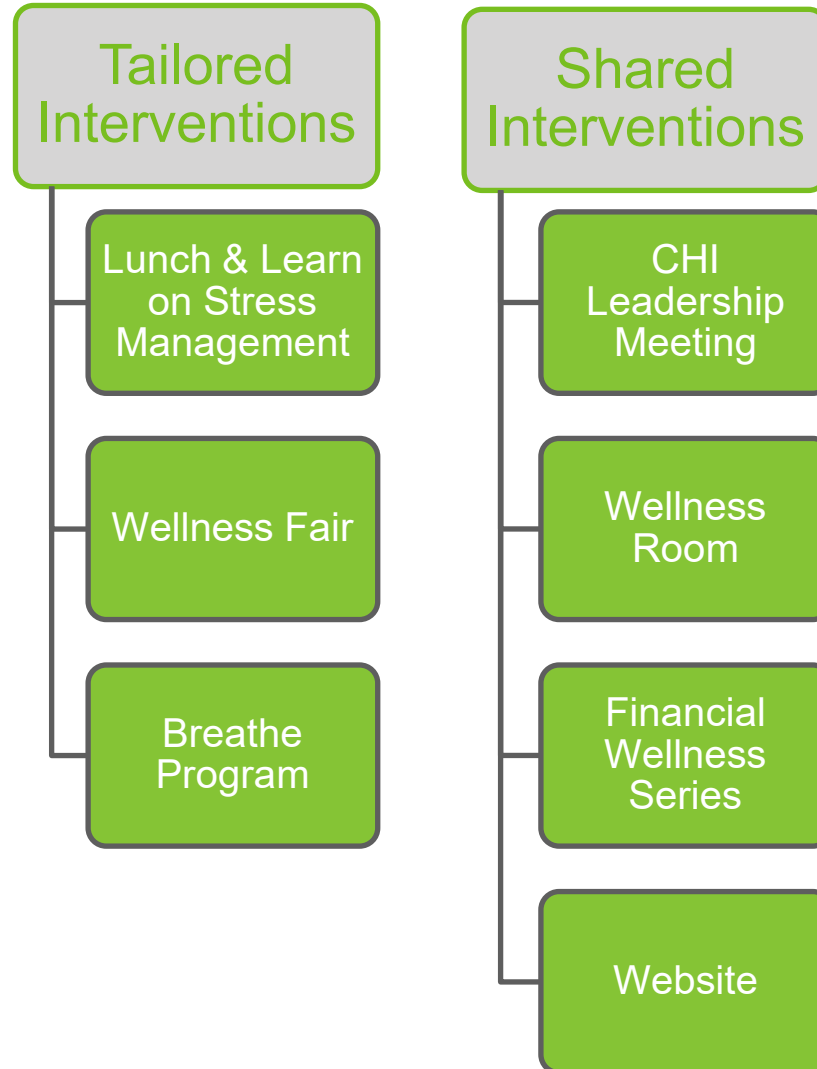 Tailored
Interventions
Lunch & Learn
on Stress
Management
Wellness Fair
Breathe
Program
Shared
Interventions
CHI
Leadership
Meeting
Wellness
Room
Financial
Wellness
Series
Website